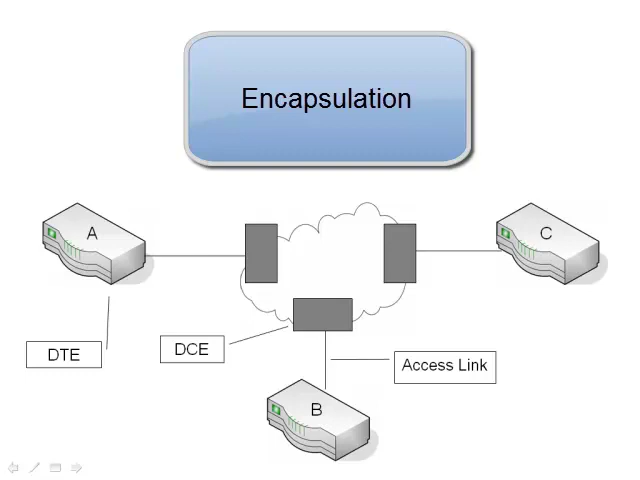 Encapsulation
A
C
DTE
DCE
Access Link
B